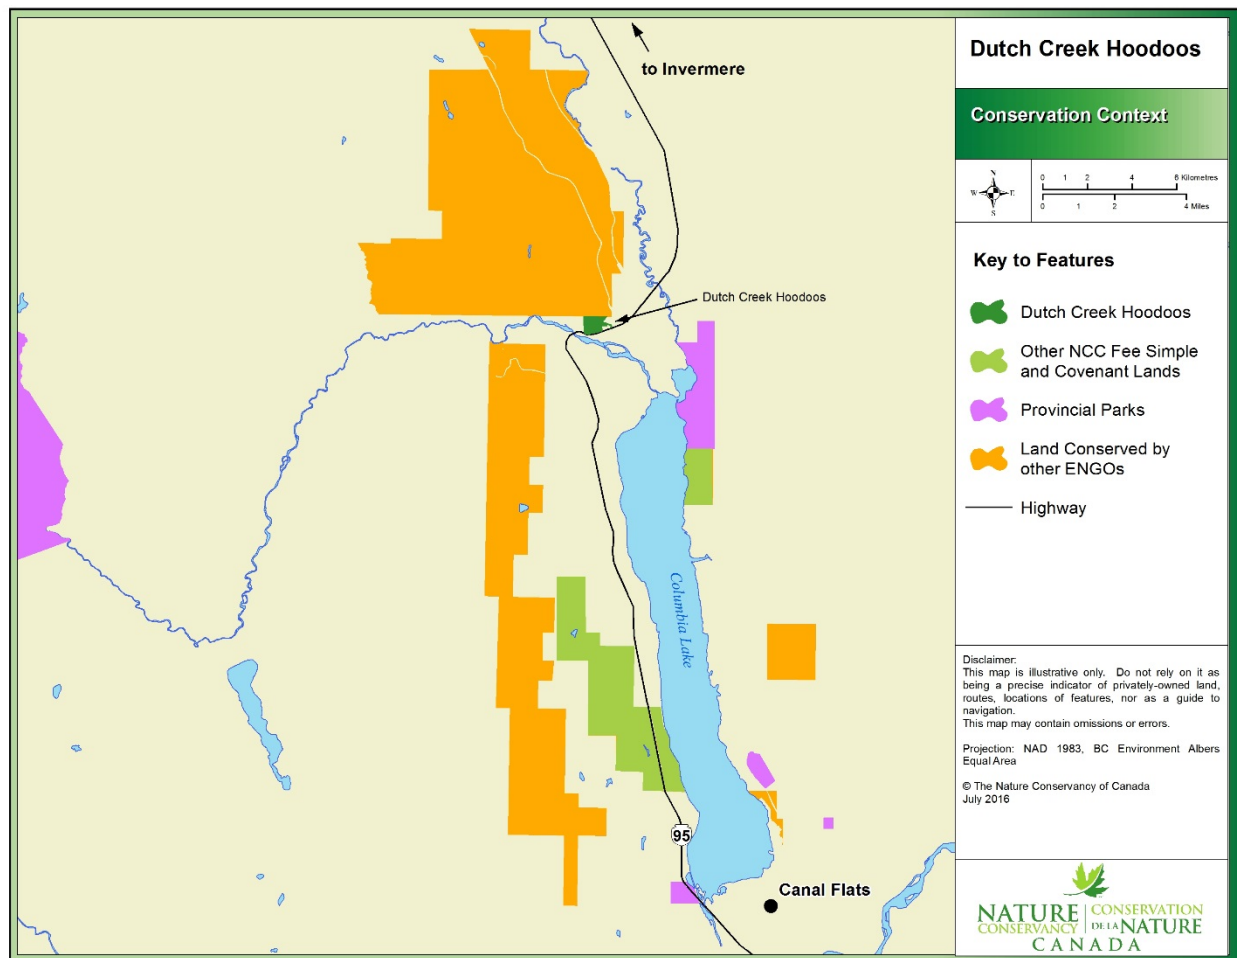 to Invermere
Dutch Creek Hoodoos
Columbia Lake
95
Canal Flats
Dutch Creek Hoodoos
Conservation Context
N
W E
S
0 1 2 4 6 Kilometres
0 1 2 4 Miles
Key to Features
Dutch Creek Hoodoos
Other NCC Fee Simple
and Covenant Lands
Provincial Parks
Land Conserved by
other ENGOs
Highway
Disclaimer:
This map is illustrative only. Do not rely on it as
being a precise indicator of privately-owned land,
routes, locations of features, nor as a guide to
navigation.
This map may contain omissions or errors.
Projection: NAD 1983, BC Environment Albers
Equal Area
© The Nature Conservancy of Canada
July 2016
NATURE CONSERVATION
CONSERVANCY DE LA NATURE
CANADA